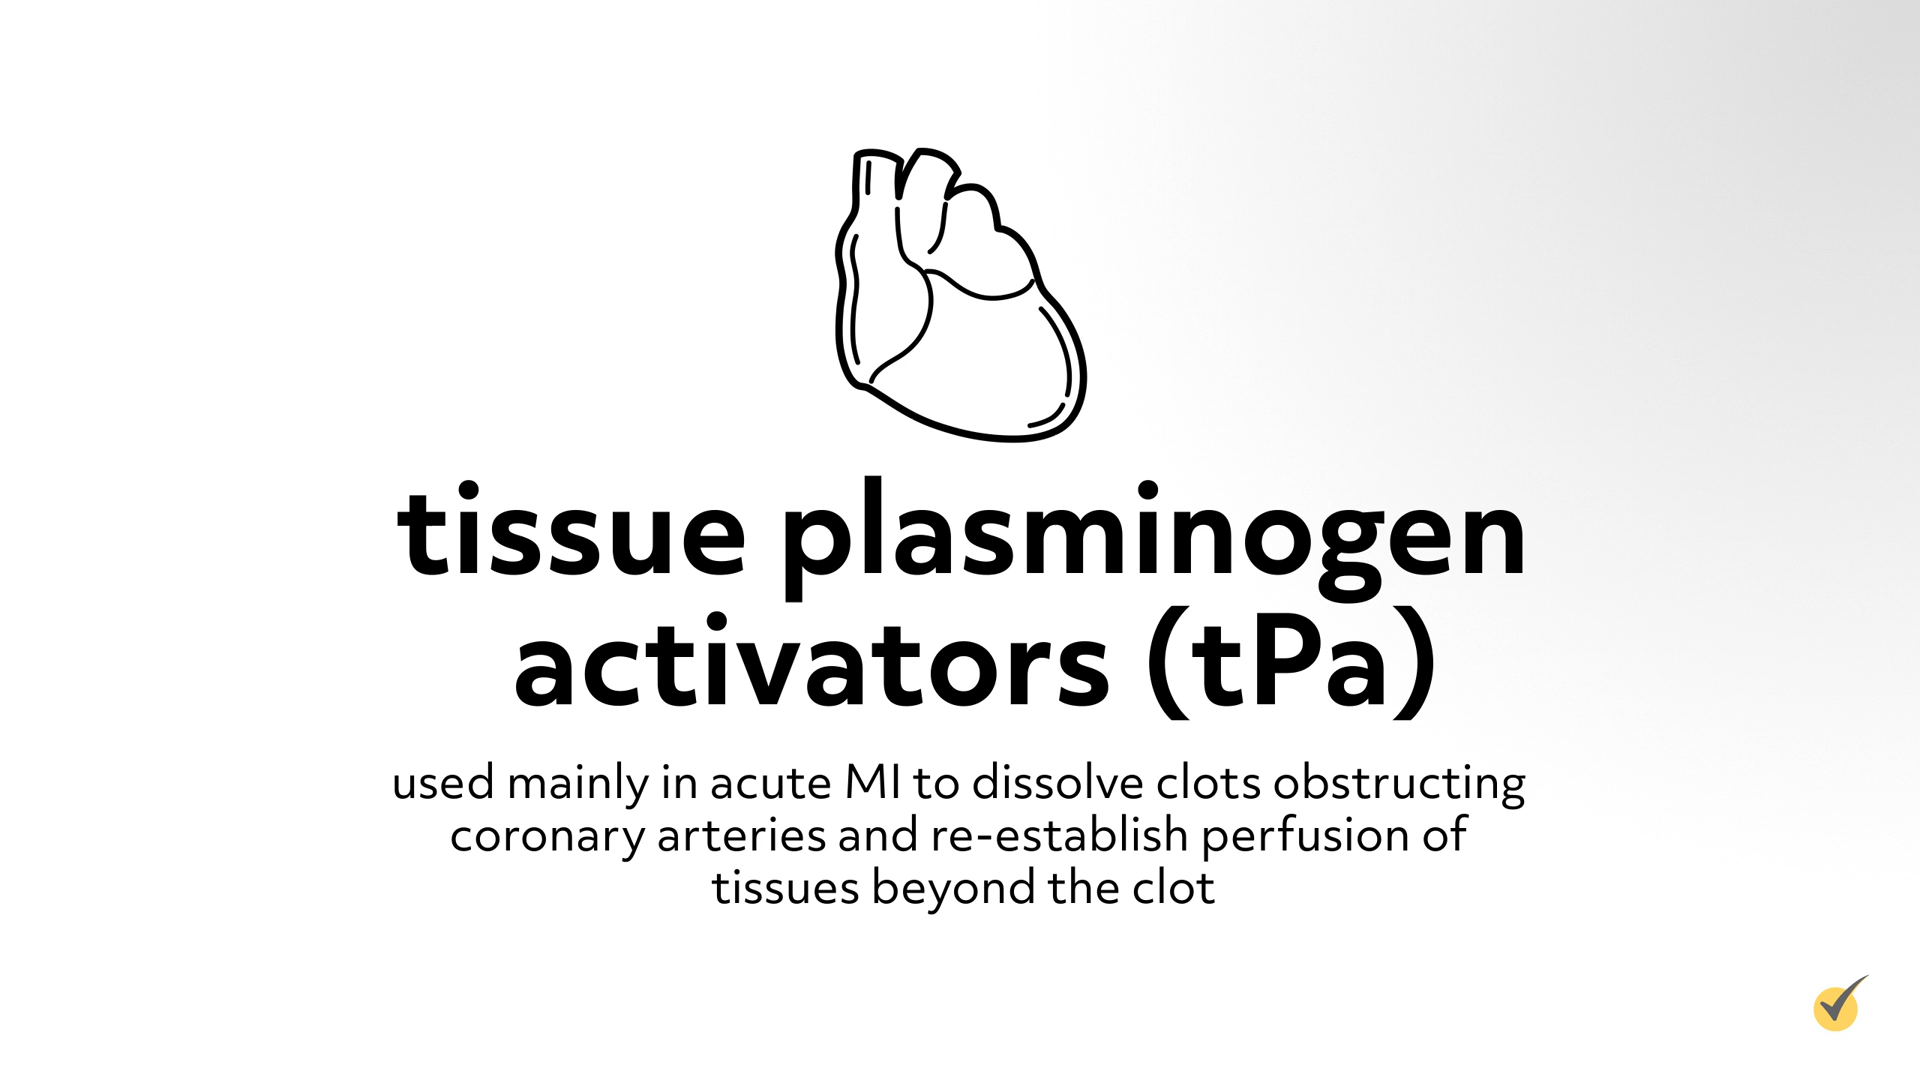 tissue plasminogen
activators (tPa)
used mainly in acute MI to dissolve clots obstructing
coronary arteries and re-establish perfusion of
tissues beyond the clot